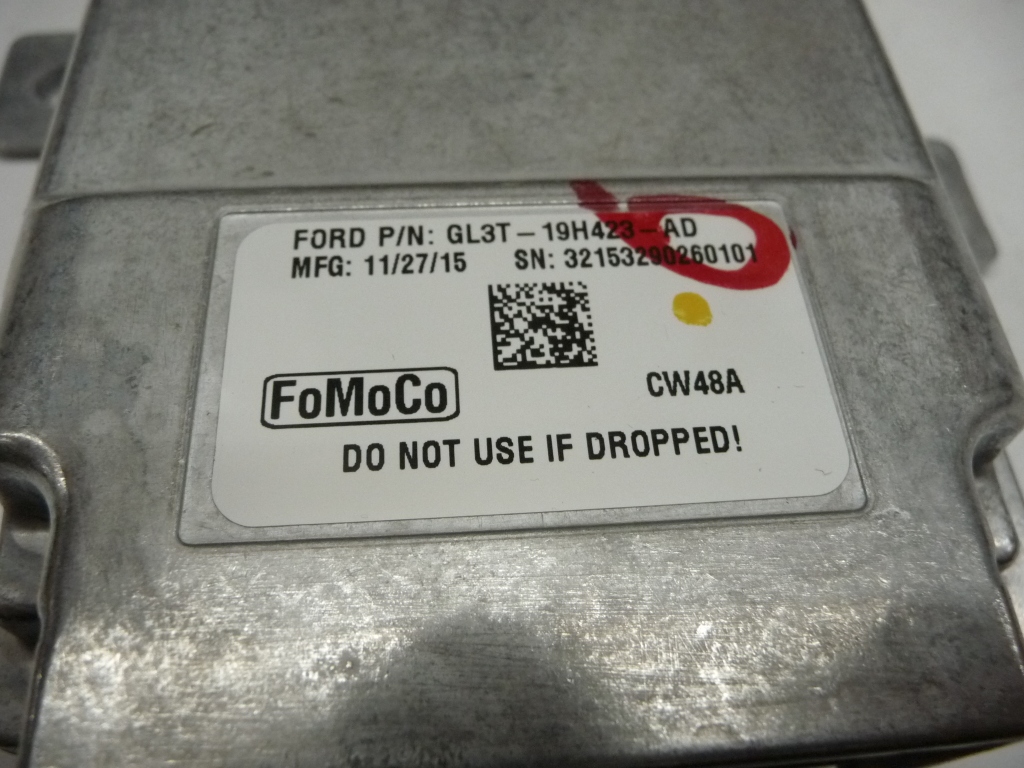 FORD P/N: GL3T-19H423-AD
MFG: 11/27/15 SN: 32153290260101
FoMoCo
CW48A
DO NOT USE IF DROPPED!